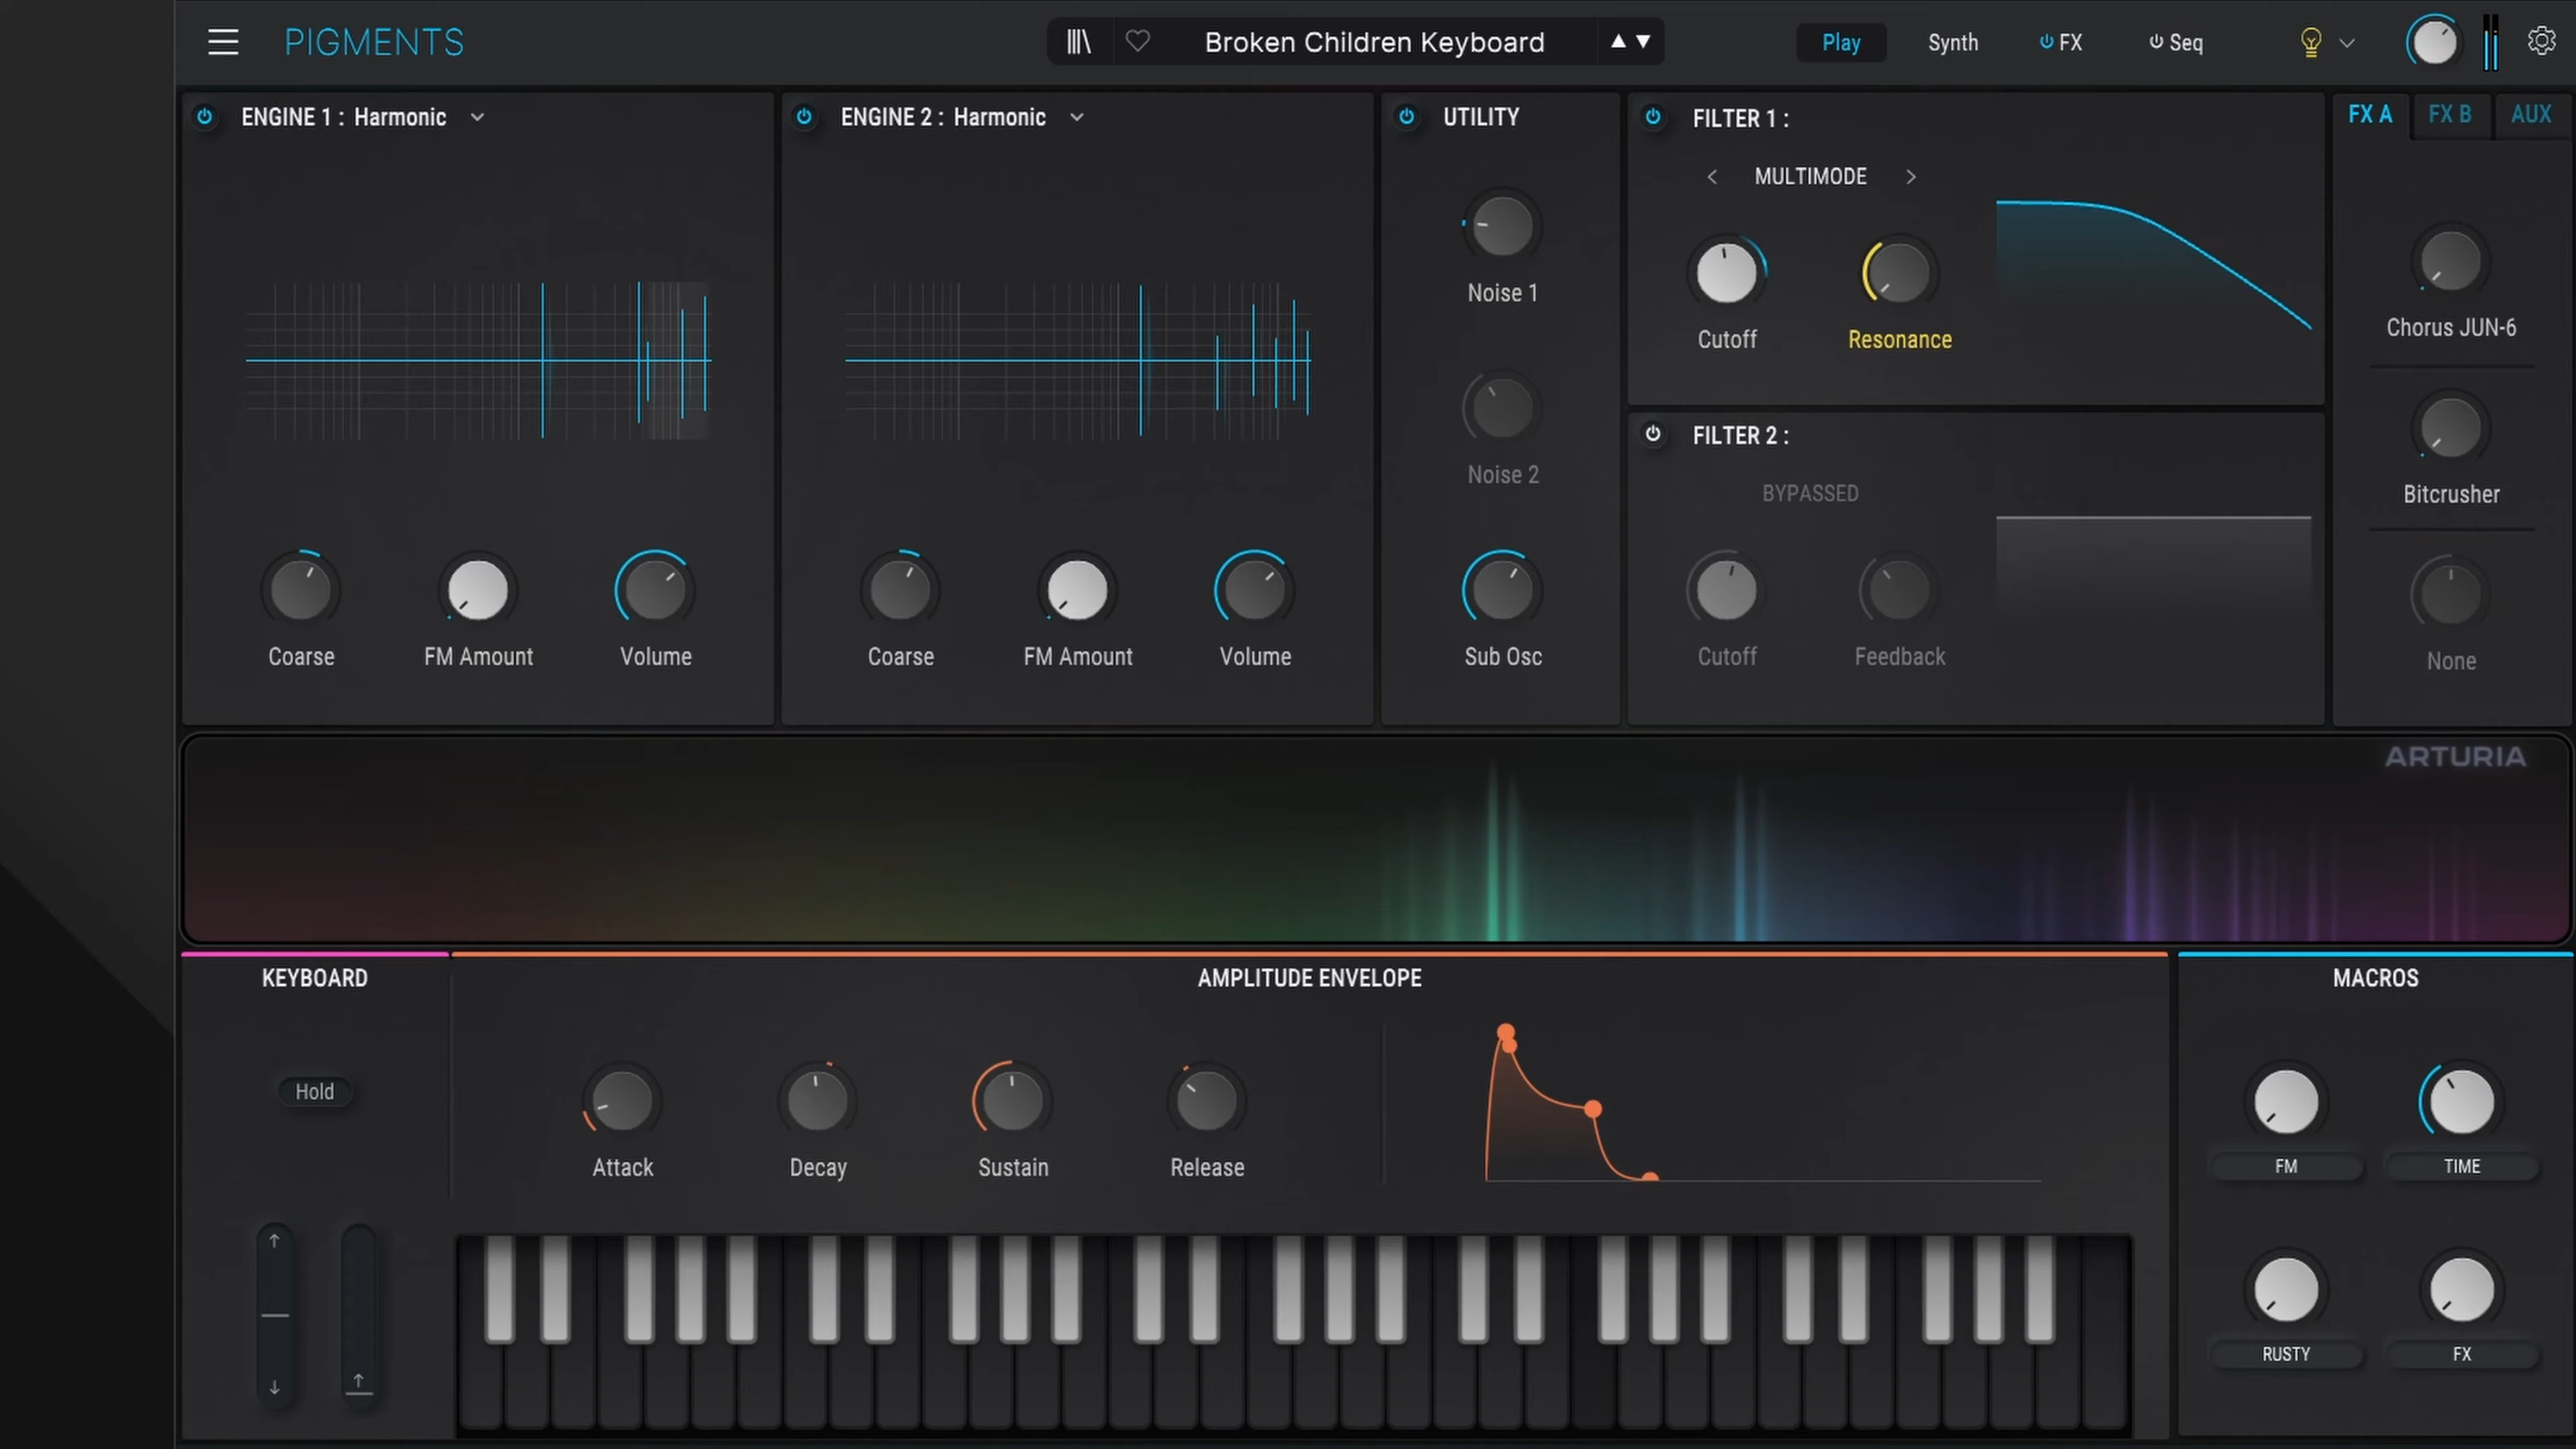 PIGMENTS
Broken Children Keyboard
Play
Synth
FX
Seq
ENGINE 1 : Harmonic
ENGINE 2 : Harmonic
UTILITY
FILTER 1 :
FX A
FX B
AUX
MULTIMODE
Noise 1
Cutoff
Resonance
Chorus JUN-6
FILTER 2 :
Noise 2
BYPASSED
Bitcrusher
Coarse
FM Amount
Volume
Coarse
FM Amount
Volume
Sub Osc
Cutoff
Feedback
None
ARTURIA
KEYBOARD
AMPLITUDE ENVELOPE
MACROS
Hold
Attack
Decay
Sustain
Release
FM
TIME
RUSTY
FX